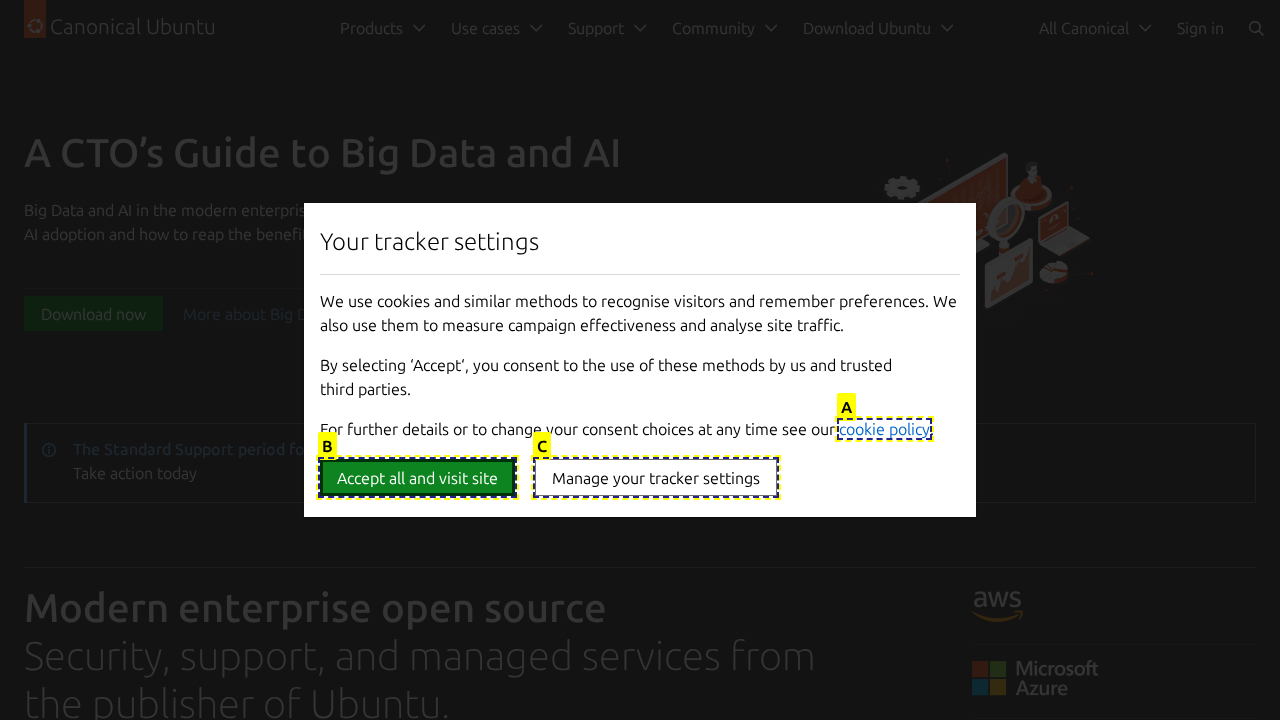 Canonical Ubuntu
Products
Use cases
Support
Community
Download Ubuntu
All Canonical
Sign in
A CTO’s Guide to Big Data and AI
Big Data and AI in the modern enterpris
AI adoption and how to reap the benefit
Download now
More about Big D
Your tracker settings
We use cookies and similar methods to recognise visitors and remember preferences. We
also use them to measure campaign effectiveness and analyse site traffic.
By selecting ‘Accept‘, you consent to the use of these methods by us and trusted
third parties.
A
For further details or to change your consent choices at any time see our cookie policy.
B
C
Accept all and visit site
Manage your tracker settings
The Standard Support period fo
Take action today
Modern enterprise open source
Security, support, and managed services from
the publisher of Ubuntu.
aws
Microsoft
Azure